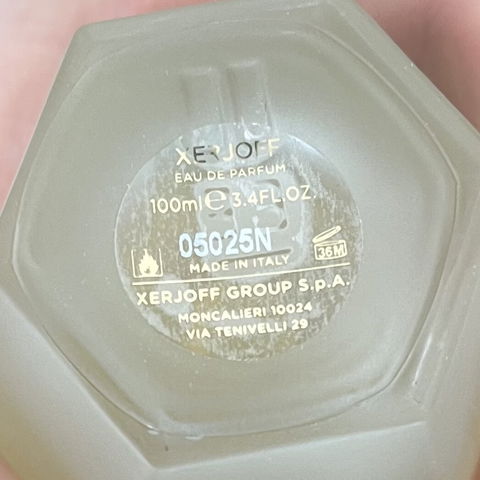 XERJOFF
EAU DE PARFUM
100ml ℮ 3.4FL.OZ.
05025N
MADE IN ITALY
36M
XERJOFF GROUP S.p.A.
MONCALIERI 10024
VIA TENIVELLI 29